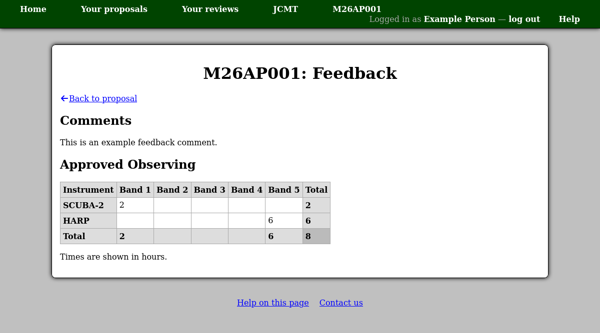 Home Your proposals Your reviews JCMT M26AP001
Logged in as Example Person — log out Help
M26AP001: Feedback
←Back to proposal
Comments
This is an example feedback comment.
Approved Observing
Instrument Band 1 Band 2 Band 3 Band 4 Band 5 Total
SCUBA-2 2 2
HARP 6 6
Total 2 6 8
Times are shown in hours.
Help on this page Contact us